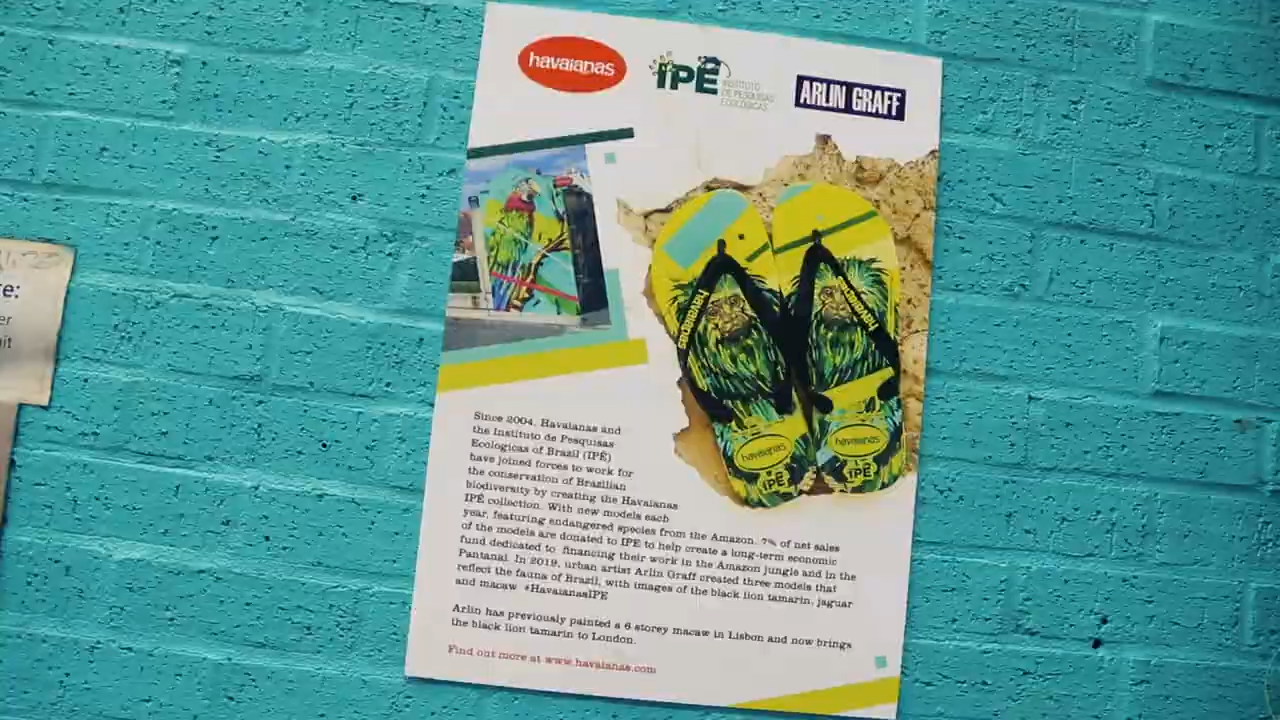 havaianas
IPÊ
INSTITUTO
DE PESQUISAS
ECOLÓGICAS
ARLIN GRAFF
havaianas
havaianas
havaianas
IPÊ
havaianas
IPÊ
Since 2004, Havaianas and
the Instituto de Pesquisas
Ecologicas of Brazil (IPÊ)
have joined forces to work for
the conservation of Brazilian
biodiversity by creating the Havaianas
IPÊ collection. With new models each
year, featuring endangered species from the Amazon. 7% of net sales
of the models are donated to IPE to help create a long-term economic
fund dedicated to financing their work in the Amazon jungle and in the
Pantanal. In 2019, urban artist Arlin Graff created three models that
reflect the fauna of Brazil, with images of the black lion tamarin, jaguar
and macaw #HavaianasIPE
Arlin has previously painted a 6 storey macaw in Lisbon and now brings
the black lion tamarin to London.
Find out more at www.havaianas.com
e:
er
it